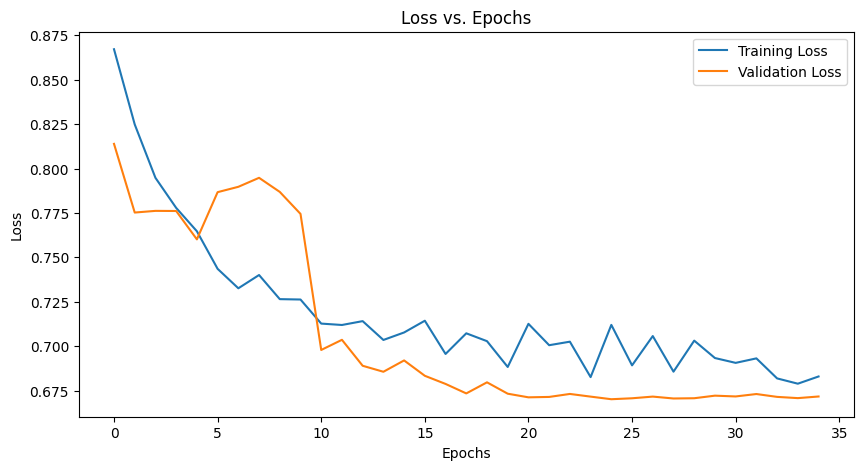 Loss vs. Epochs
0.875
0.850
0.825
0.800
0.775
0.750
0.725
0.700
0.675
Loss
Training Loss
Validation Loss
0 5 10 15 20 25 30 35
Epochs